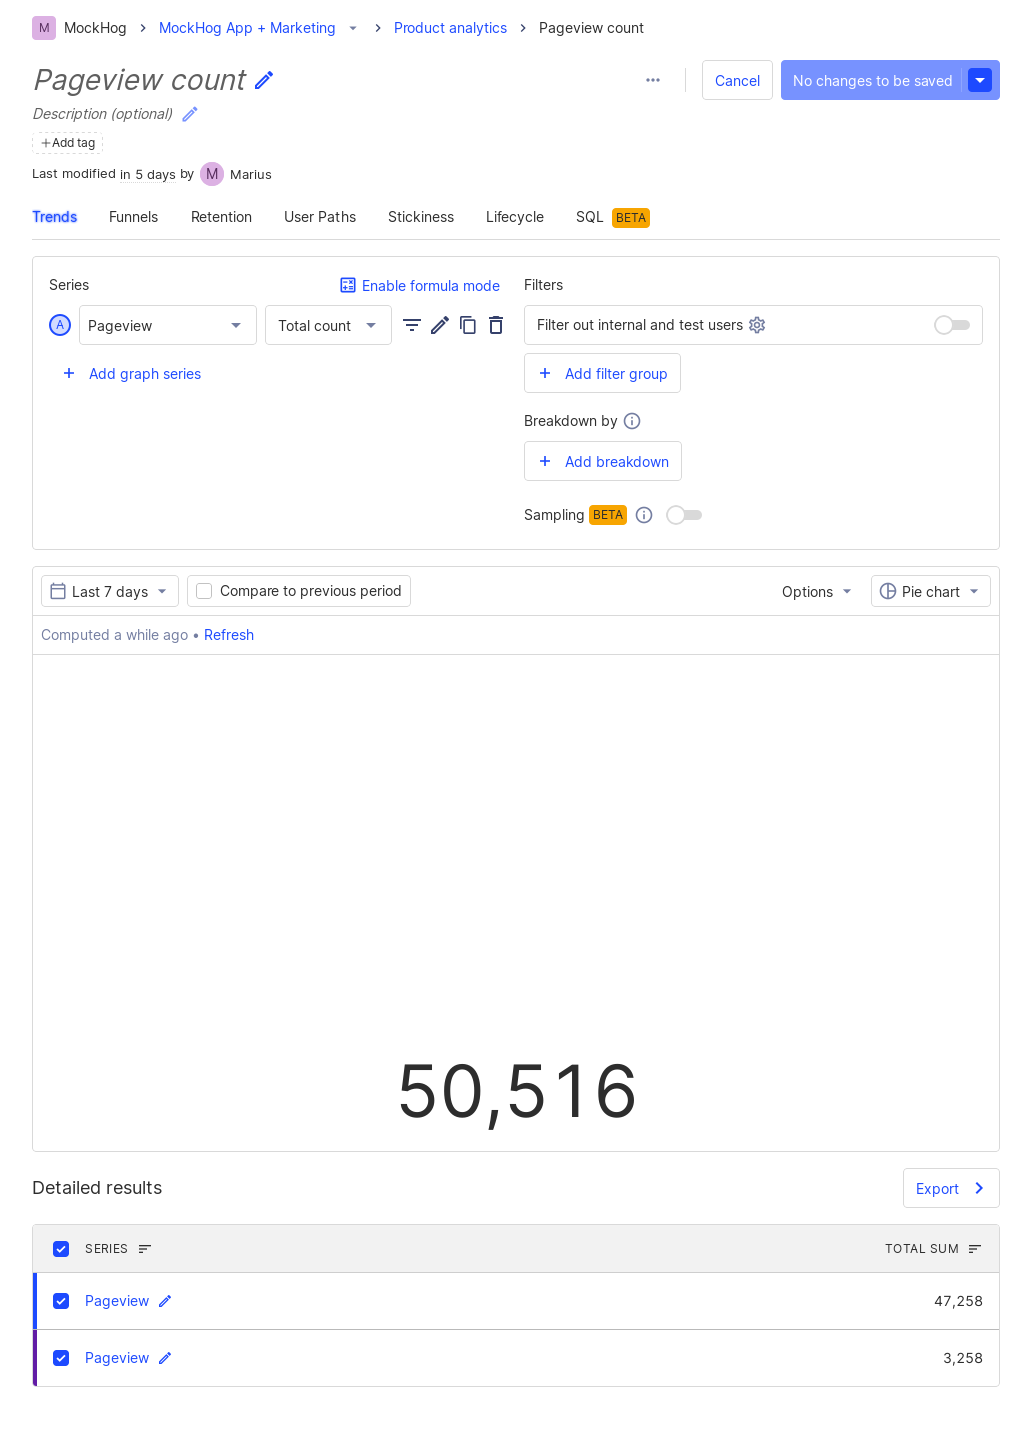 M MockHog > MockHog App + Marketing > Product analytics > Pageview count
Pageview count
Cancel No changes to be saved
Description (optional)
+Add tag
Last modified in 5 days by M Marius
Trends Funnels Retention User Paths Stickiness Lifecycle SQL BETA
Series Enable formula mode
A Pageview Total count
+ Add graph series
Filters
Filter out internal and test users
+ Add filter group
Breakdown by
+ Add breakdown
Sampling BETA
Last 7 days Compare to previous period Options Pie chart
Computed a while ago • Refresh
50,516
Detailed results Export
SERIES TOTAL SUM
Pageview 47,258
Pageview 3,258